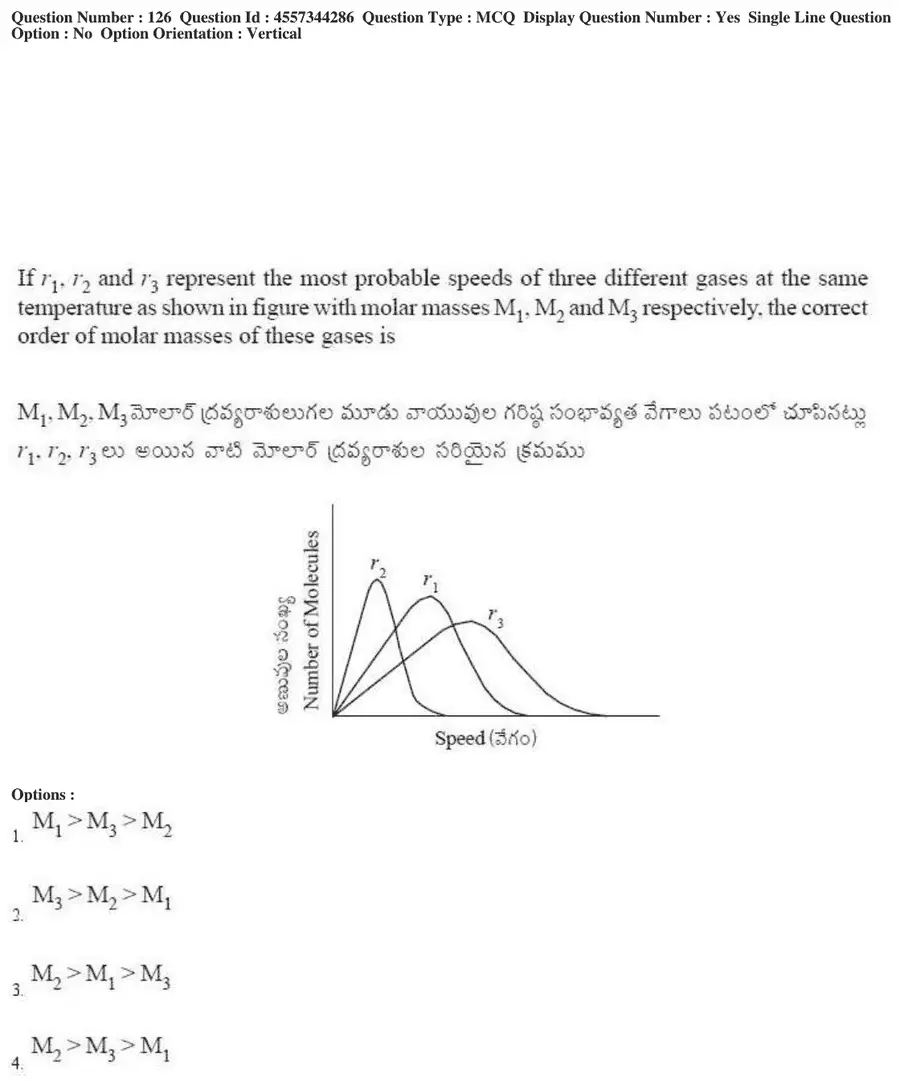 Question Number : 126 Question Id : 4557344286 Question Type : MCQ Display Question Number : Yes Single Line Question
Option : No Option Orientation : Vertical
If r₁, r₂ and r₃ represent the most probable speeds of three different gases at the same
temperature as shown in figure with molar masses M₁, M₂ and M₃ respectively, the correct
order of molar masses of these gases is
M₁, M₂, M₃ మోలార్ ద్రవ్యరాశులుగల మూడు వాయువుల గరిష్ఠ సంభావ్యత వేగాలు పటంలో చూపినట్లు
r₁, r₂, r₃ లు అయిన వాటి మోలార్ ద్రవ్యరాశుల సరియైన క్రమము
అణువుల సంఖ్య
Number of Molecules
r₂
r₁
r₃
Speed (వేగం)
Options :
1. M₁ > M₃ > M₂
2. M₃ > M₂ > M₁
3. M₂ > M₁ > M₃
4. M₂ > M₃ > M₁